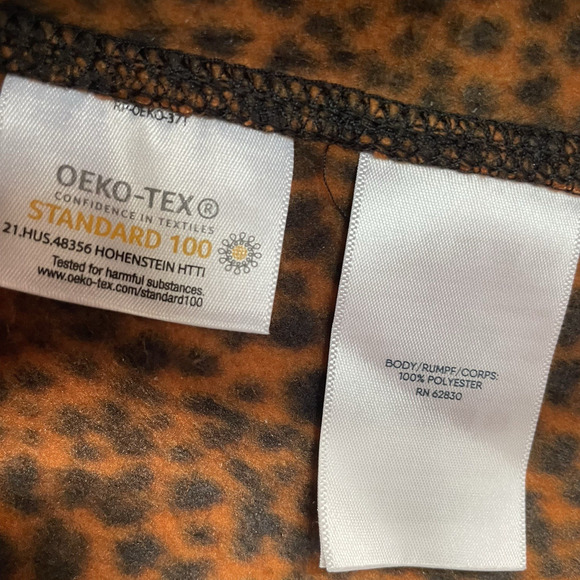 OEKO-TEX®
CONFIDENCE IN TEXTILES
STANDARD 100
21.HUS.48356 HOHENSTEIN HTTI
Tested for harmful substances.
www.oeko-tex.com/standard100
BODY/RUMPF/CORPS:
100% POLYESTER
RN 62830